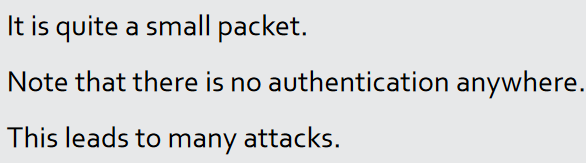 It is quite a small packet.
Note that there is no authentication anywhere.
This leads to many attacks.